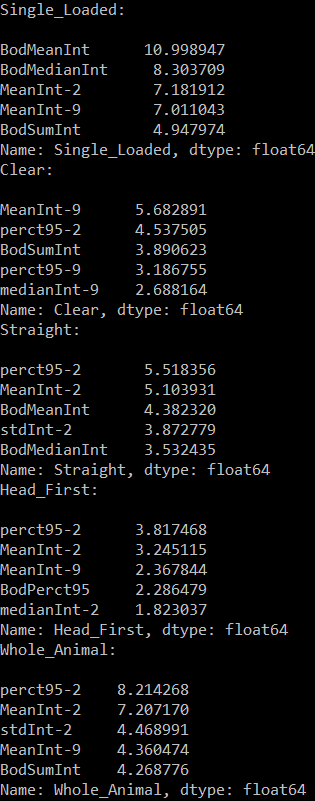 Single_Loaded:
BodMeanInt 10.998947
BodMedianInt 8.303709
MeanInt-2 7.181912
MeanInt-9 7.011043
BodSumInt 4.947974
Name: Single_Loaded, dtype: float64
Clear:
MeanInt-9 5.682891
perct95-2 4.537505
BodSumInt 3.890623
perct95-9 3.186755
medianInt-9 2.688164
Name: Clear, dtype: float64
Straight:
perct95-2 5.518356
MeanInt-2 5.103931
BodMeanInt 4.382320
stdInt-2 3.872779
BodMedianInt 3.532435
Name: Straight, dtype: float64
Head_First:
perct95-2 3.817468
MeanInt-2 3.245115
MeanInt-9 2.367844
BodPerct95 2.286479
medianInt-2 1.823037
Name: Head_First, dtype: float64
Whole_Animal:
perct95-2 8.214268
MeanInt-2 7.207170
stdInt-2 4.468991
MeanInt-9 4.360474
BodSumInt 4.268776
Name: Whole_Animal, dtype: float64